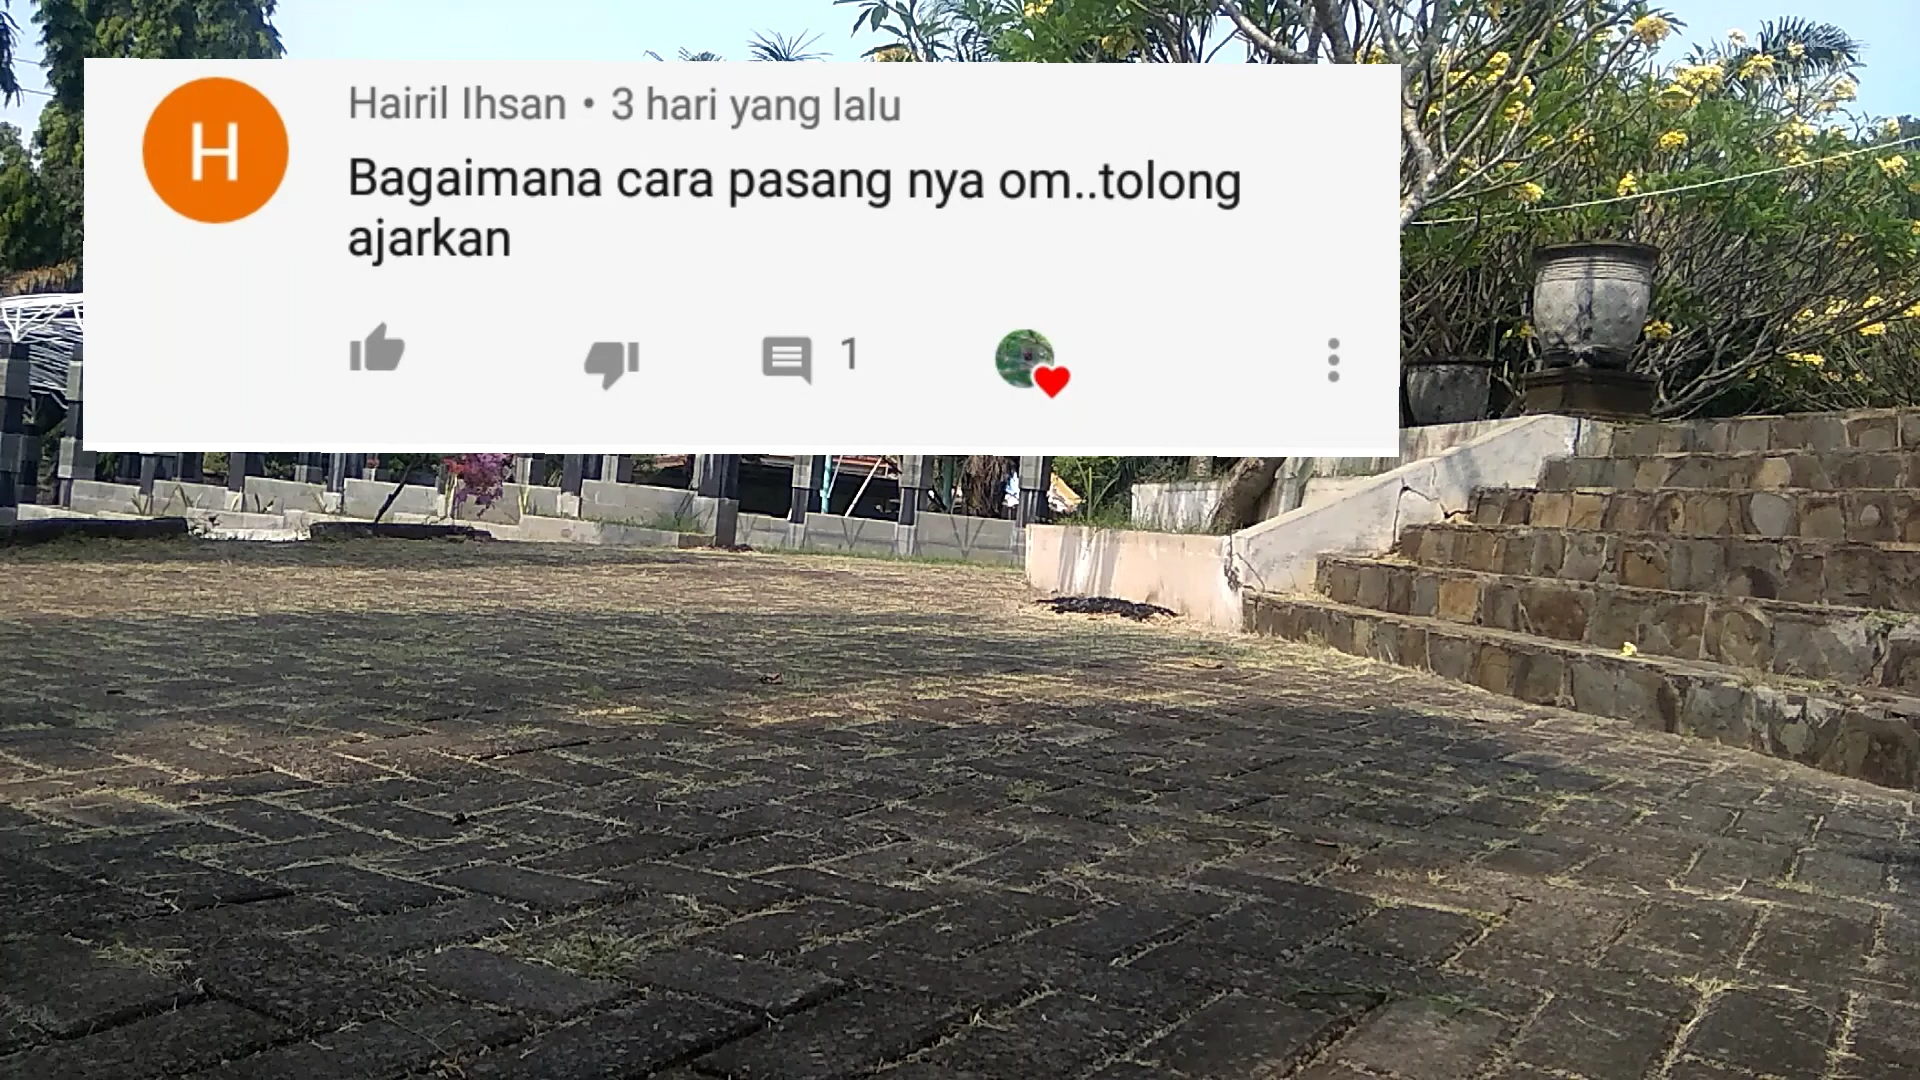 H
Hairil Ihsan • 3 hari yang lalu
Bagaimana cara pasang nya om..tolong
ajarkan
1